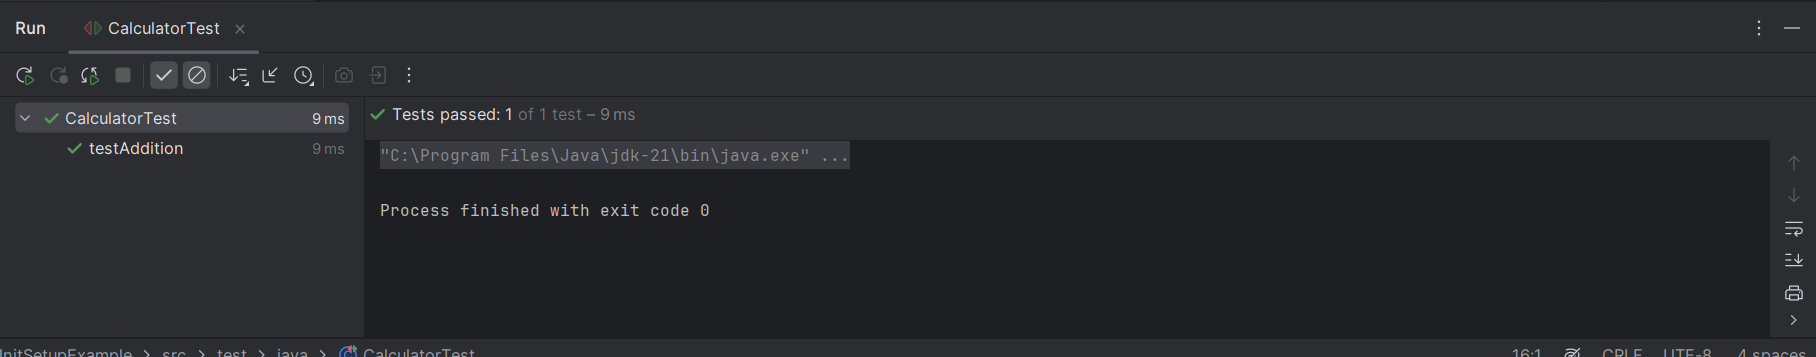 Run CalculatorTest
CalculatorTest 9 ms
testAddition 9 ms
Tests passed: 1 of 1 test – 9 ms
"C:\Program Files\Java\jdk-21\bin\java.exe" ...
Process finished with exit code 0
InitSetupExample > src > test > java > CalculatorTest 16:1 CRLF UTF-8 4 spaces